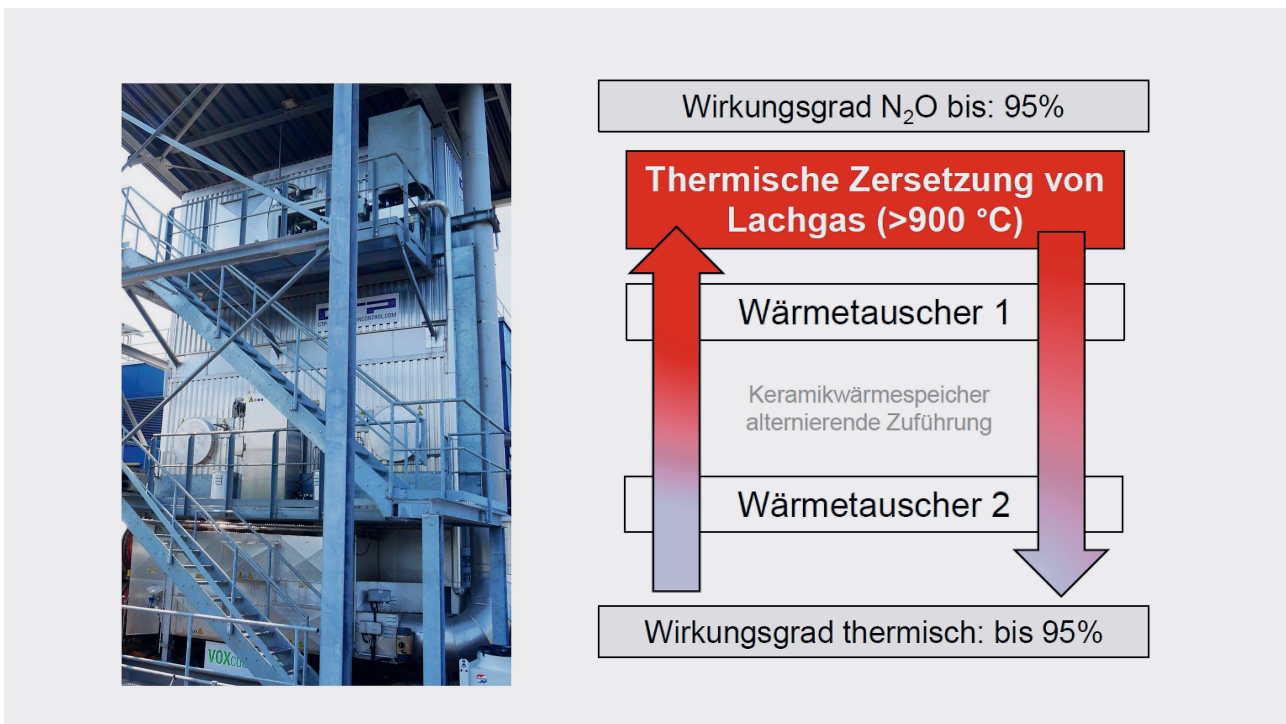 Wirkungsgrad N₂O bis: 95%
Thermische Zersetzung von
Lachgas (>900 °C)
Wärmetauscher 1
Keramikwärmespeicher
alternierende Zuführung
Wärmetauscher 2
Wirkungsgrad thermisch: bis 95%